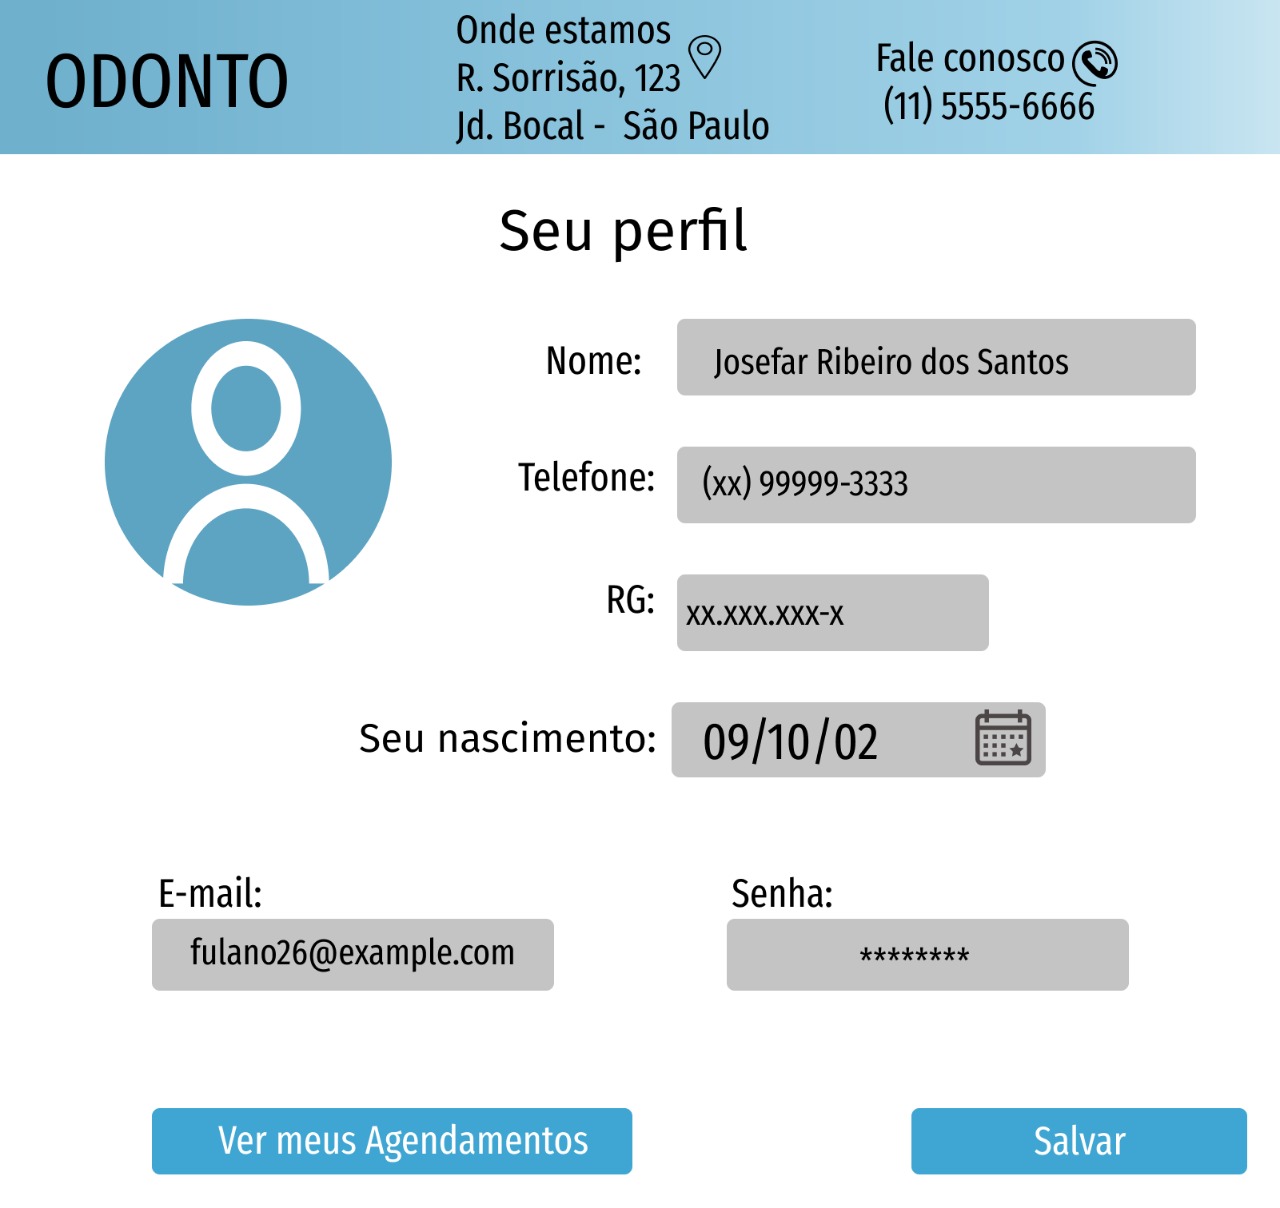 ODONTO
Onde estamos
R. Sorrisão, 123
Jd. Bocal - São Paulo
Fale conosco
(11) 5555-6666
Seu perfil
Nome: Josefar Ribeiro dos Santos
Telefone: (xx) 99999-3333
RG: xx.xxx.xxx-x
Seu nascimento: 09/10/02
E-mail:
fulano26@example.com
Senha:
********
Ver meus Agendamentos
Salvar